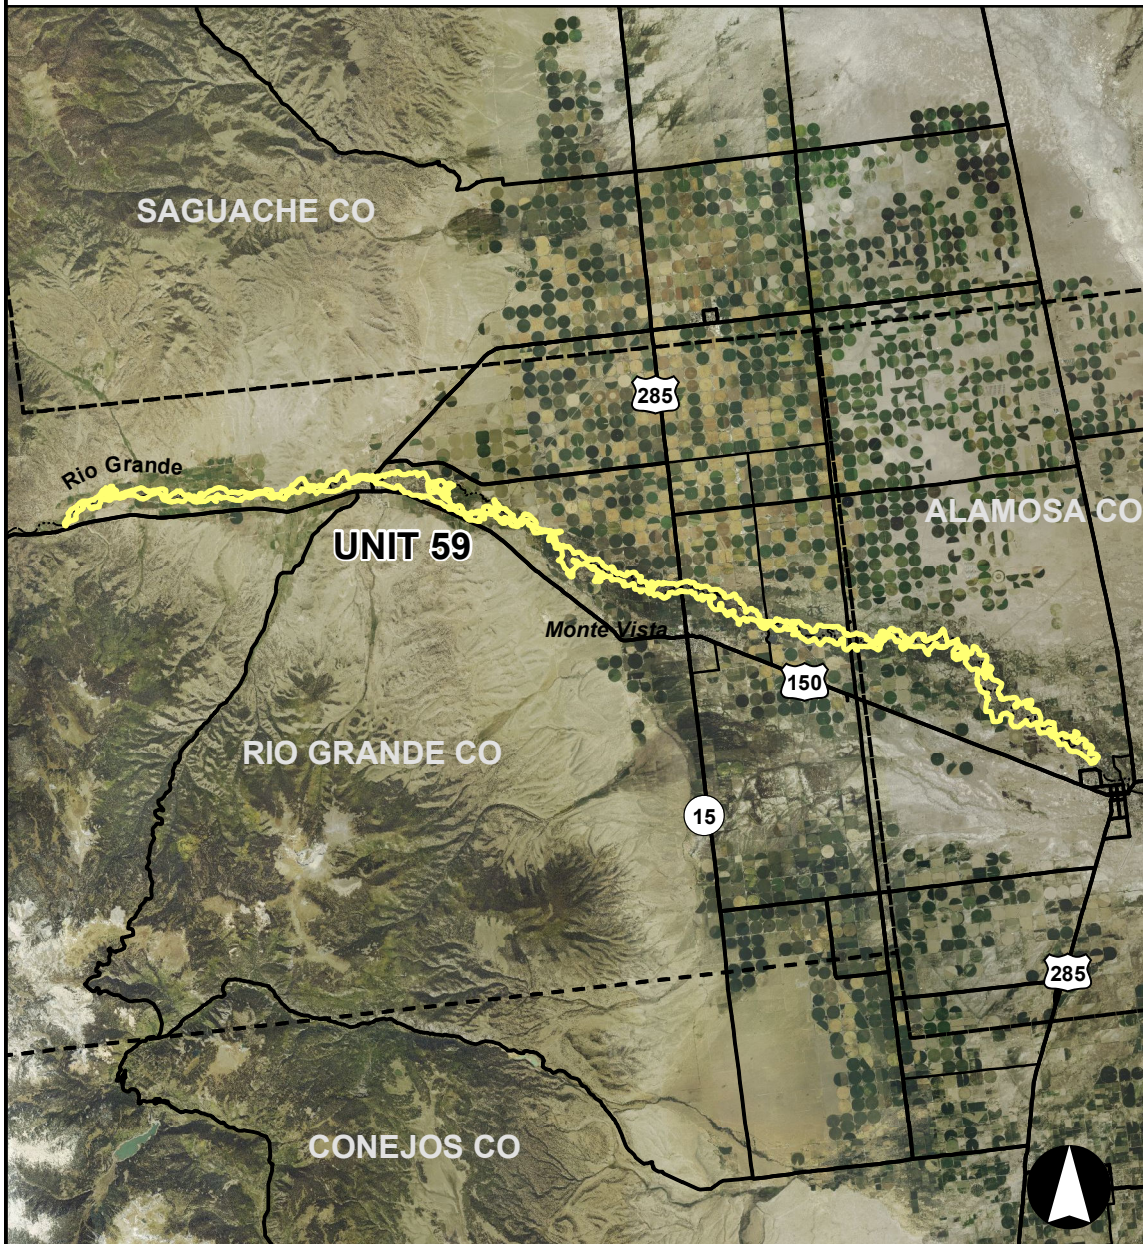 SAGUACHE CO
285
Rio Grande
ALAMOSA CO
UNIT 59
Monte Vista
150
RIO GRANDE CO
15
285
CONEJOS CO